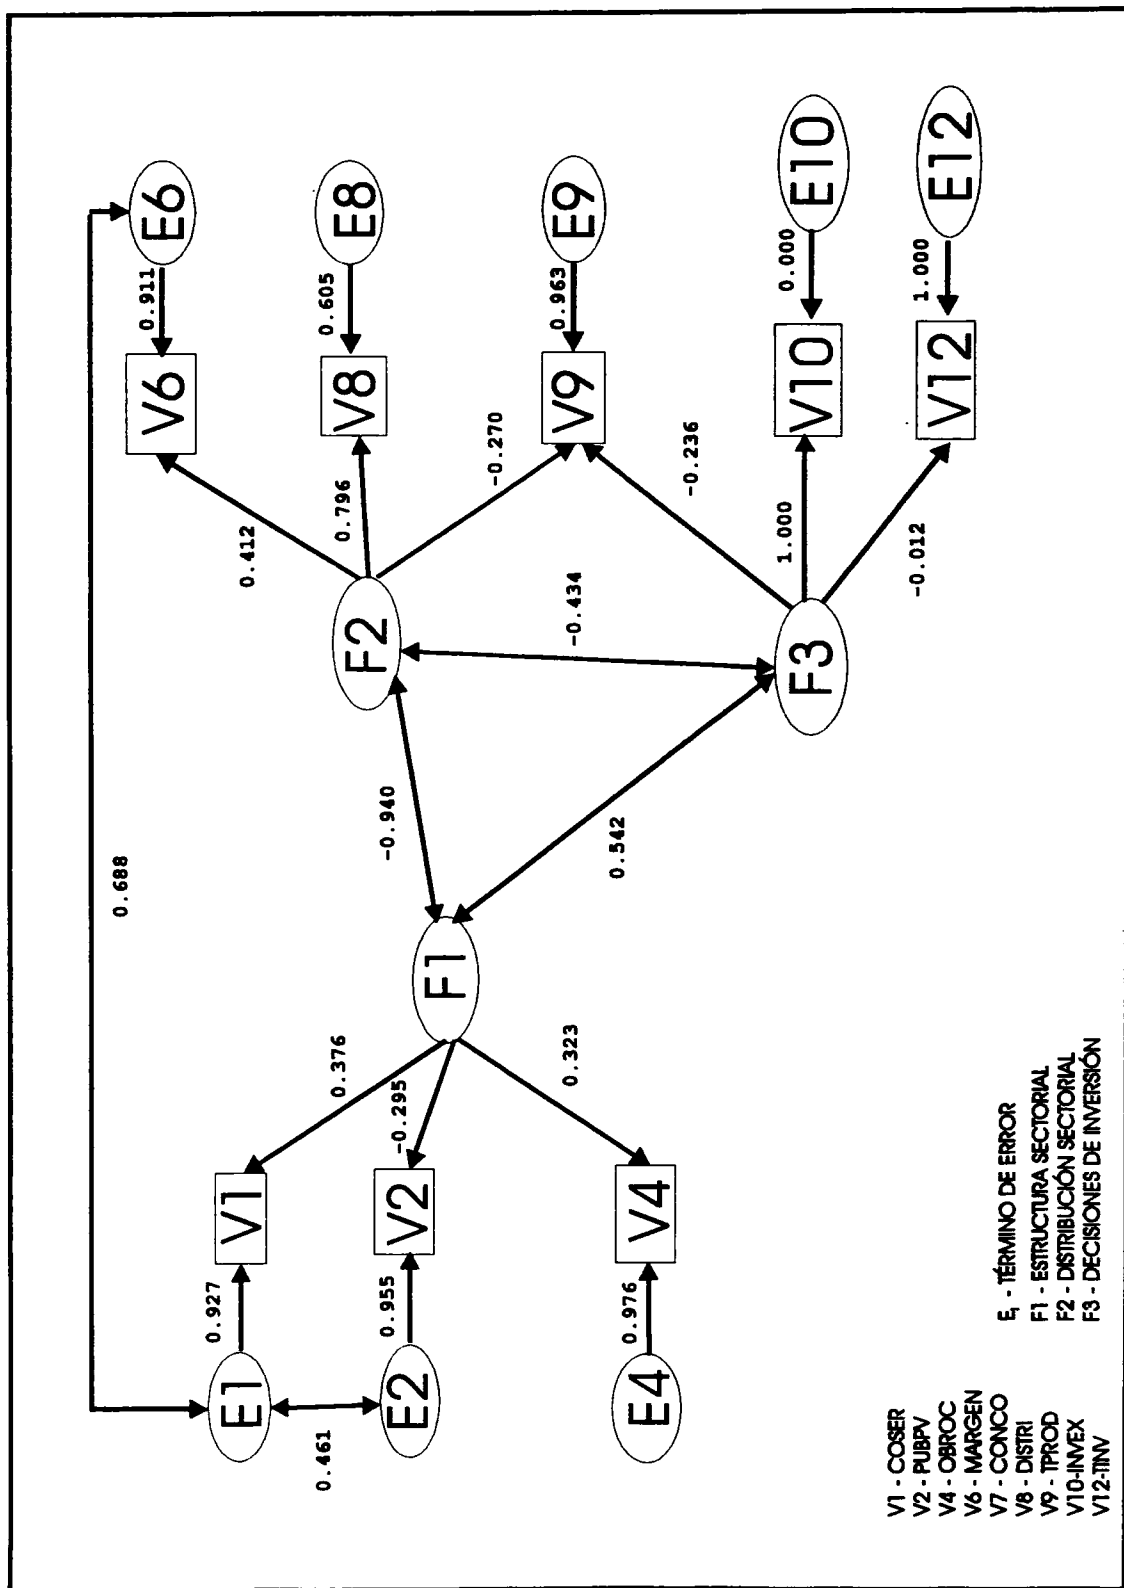 0.688
E1
0.927
V1
V6
0.911
E6
0.461
0.376
0.412
E2
0.955
V2
-0.295
F1
-0.940
F2
0.796
V8
0.605
E8
-0.270
0.323
-0.434
V9
0.963
E9
E4
0.976
V4
0.542
-0.236
F3
1.000
V10
0.000
E10
-0.012
V12
1.000
E12
V1 - COSER
V2 - PUBPV
V4 - OBROC
V6 - MARGEN
V7 - CONCO
V8 - DISTRI
V9 - TPROD
V10-INVEX
V12-TINV
E, - TÉRMINO DE ERROR
F1 - ESTRUCTURA SECTORIAL
F2 - DISTRIBUCIÓN SECTORIAL
F3 - DECISIONES DE INVERSIÓN